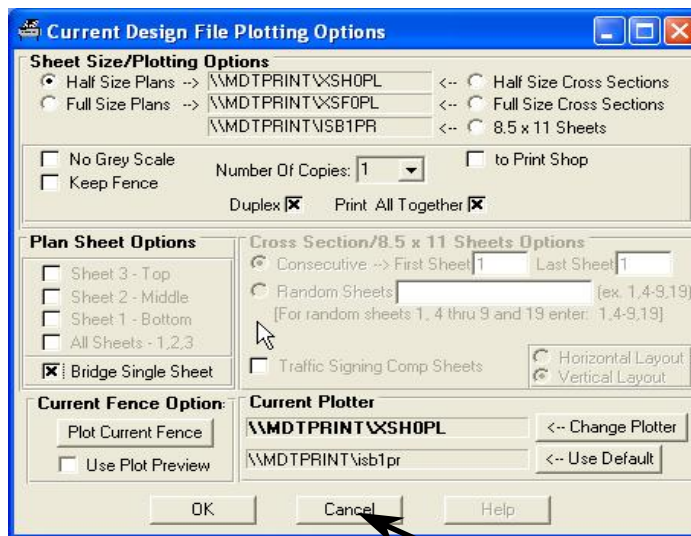 Current Design File Plotting Options
Sheet Size/Plotting Options
Half Size Plans --> \\MDTPRINT\XSH0PL <-- Half Size Cross Sections
Full Size Plans --> \\MDTPRINT\XSF0PL <-- Full Size Cross Sections
\\MDTPRINT\ISB1PR <-- 8.5 x 11 Sheets
No Grey Scale
Keep Fence
Number Of Copies: 1
to Print Shop
Duplex Print All Together
Plan Sheet Options
Sheet 3 - Top
Sheet 2 - Middle
Sheet 1 - Bottom
All Sheets - 1,2,3
Bridge Single Sheet
Cross Section/8.5 x 11 Sheets Options
Consecutive --> First Sheet 1 Last Sheet 1
Random Sheets (ex. 1,4-9,19)
[For random sheets 1, 4 thru 9 and 19 enter: 1,4-9,19]
Traffic Signing Comp Sheets
Horizontal Layout
Vertical Layout
Current Fence Option:
Plot Current Fence
Use Plot Preview
Current Plotter
\\MDTPRINT\XSH0PL <-- Change Plotter
\\MDTPRINT\isb1pr <-- Use Default
OK Cancel Help